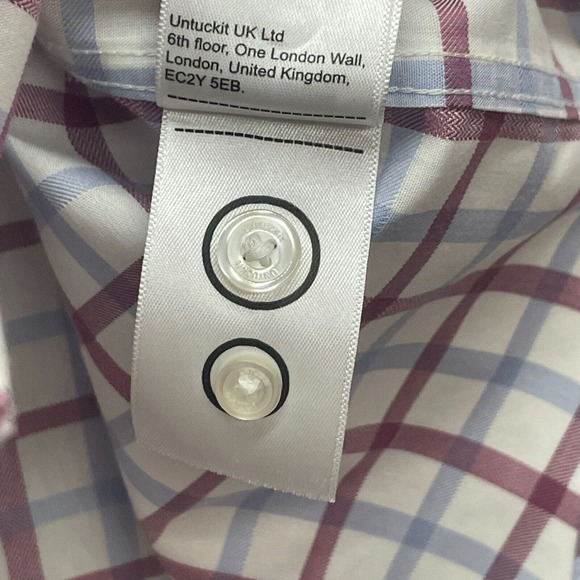 Untuckit UK Ltd
6th floor, One London Wall,
London, United Kingdom,
EC2Y 5EB.